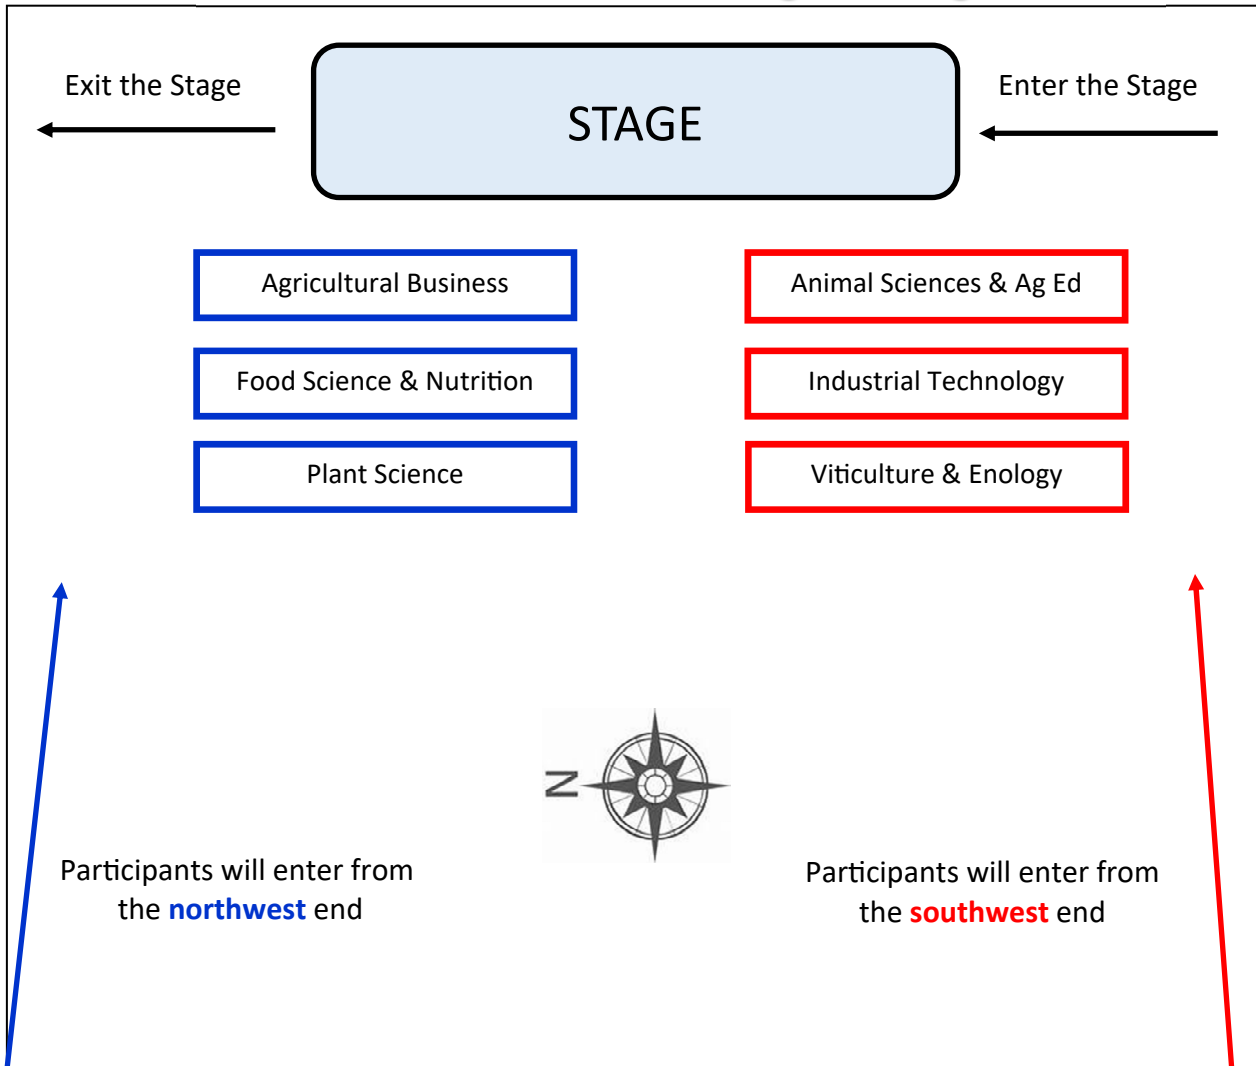 Exit the Stage
STAGE
Enter the Stage
Agricultural Business
Animal Sciences & Ag Ed
Food Science & Nutrition
Industrial Technology
Plant Science
Viticulture & Enology
N
Participants will enter from
the northwest end
Participants will enter from
the southwest end